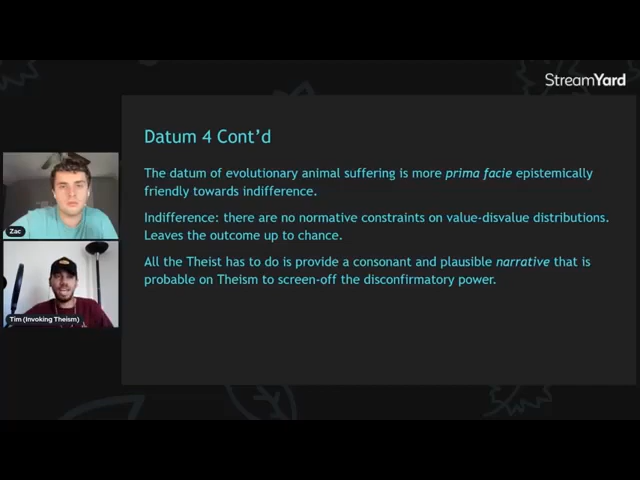 StreamYard
Datum 4 Cont’d
The datum of evolutionary animal suffering is more prima facie epistemically
friendly towards indifference.
Indifference: there are no normative constraints on value-disvalue distributions.
Leaves the outcome up to chance.
All the Theist has to do is provide a consonant and plausible narrative that is
probable on Theism to screen-off the disconfirmatory power.
Zac
Tim (Invoking Theism)